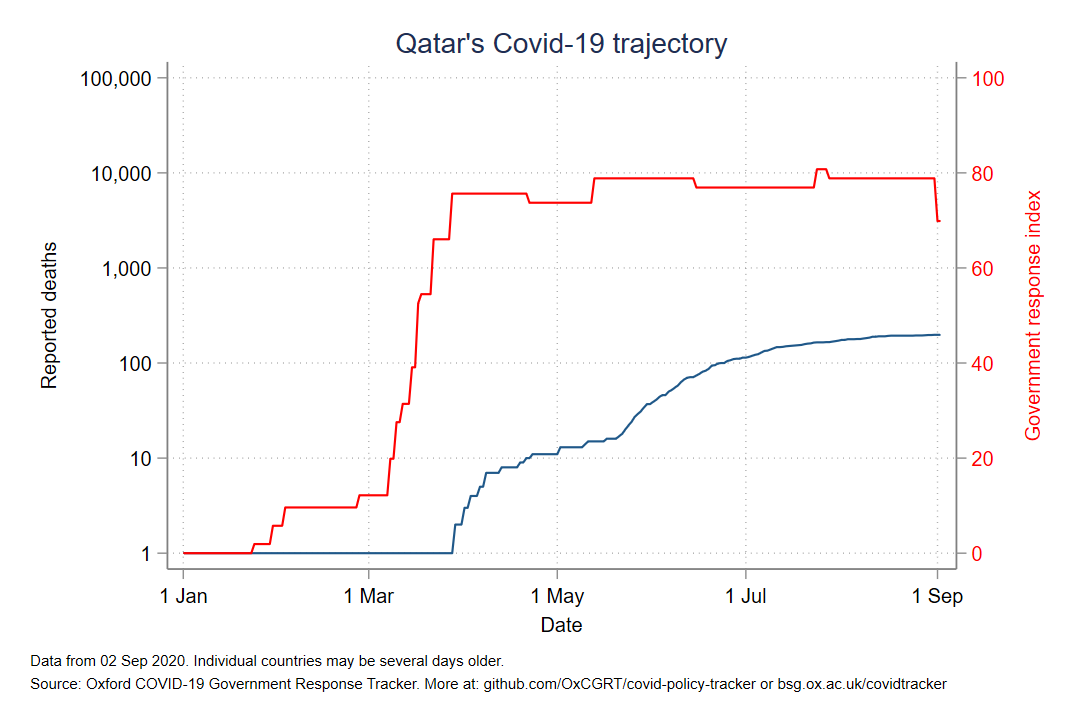 Qatar's Covid-19 trajectory
100,000
10,000
1,000
100
10
1
Reported deaths
100
80
60
40
20
0
Government response index
1 Jan
1 Mar
1 May
1 Jul
1 Sep
Date
Data from 02 Sep 2020. Individual countries may be several days older.
Source: Oxford COVID-19 Government Response Tracker. More at: github.com/OxCGRT/covid-policy-tracker or bsg.ox.ac.uk/covidtracker